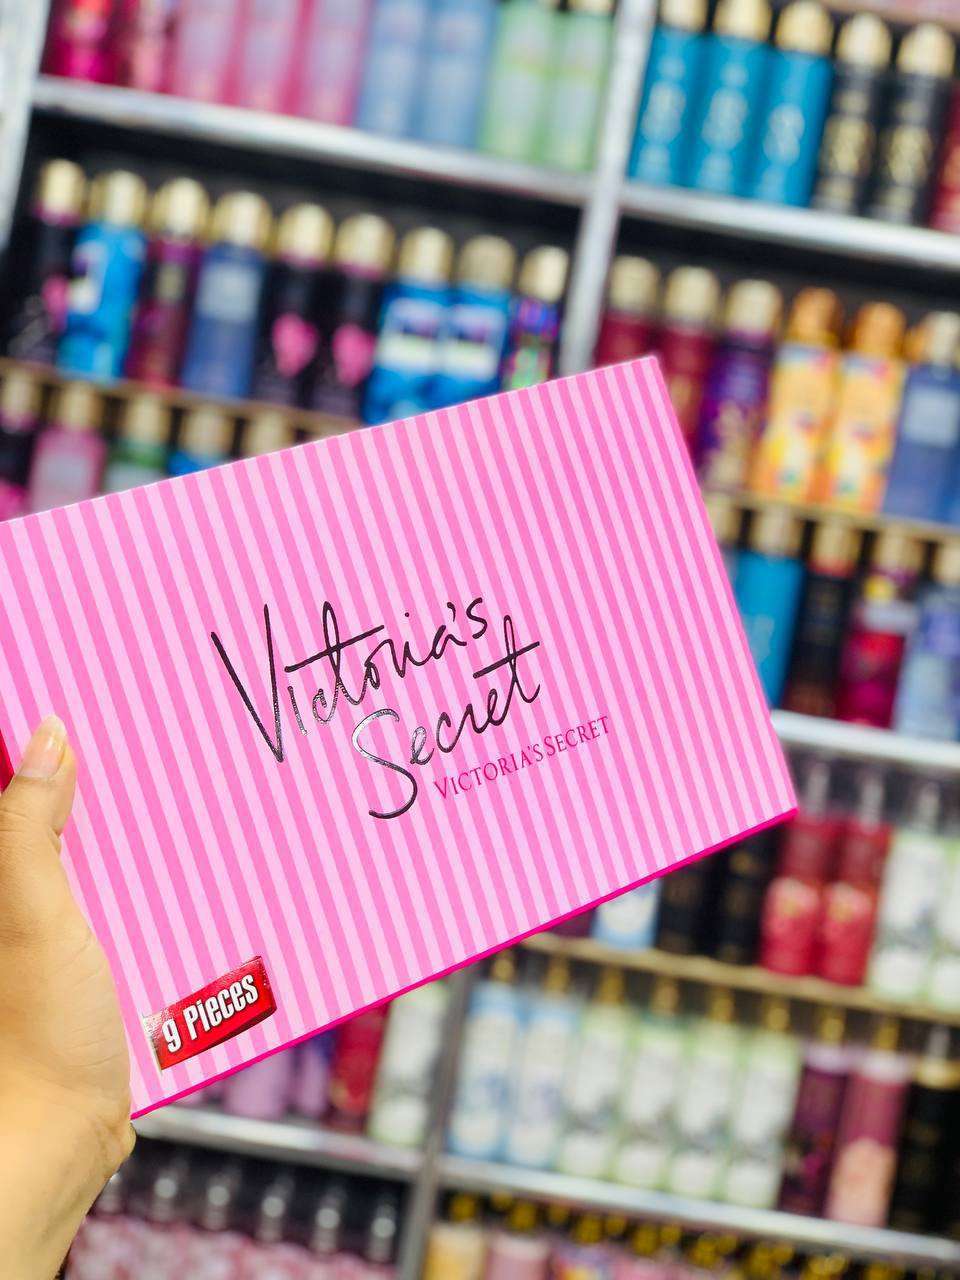 Victoria's
Secret
VICTORIA'S SECRET
9 Pieces